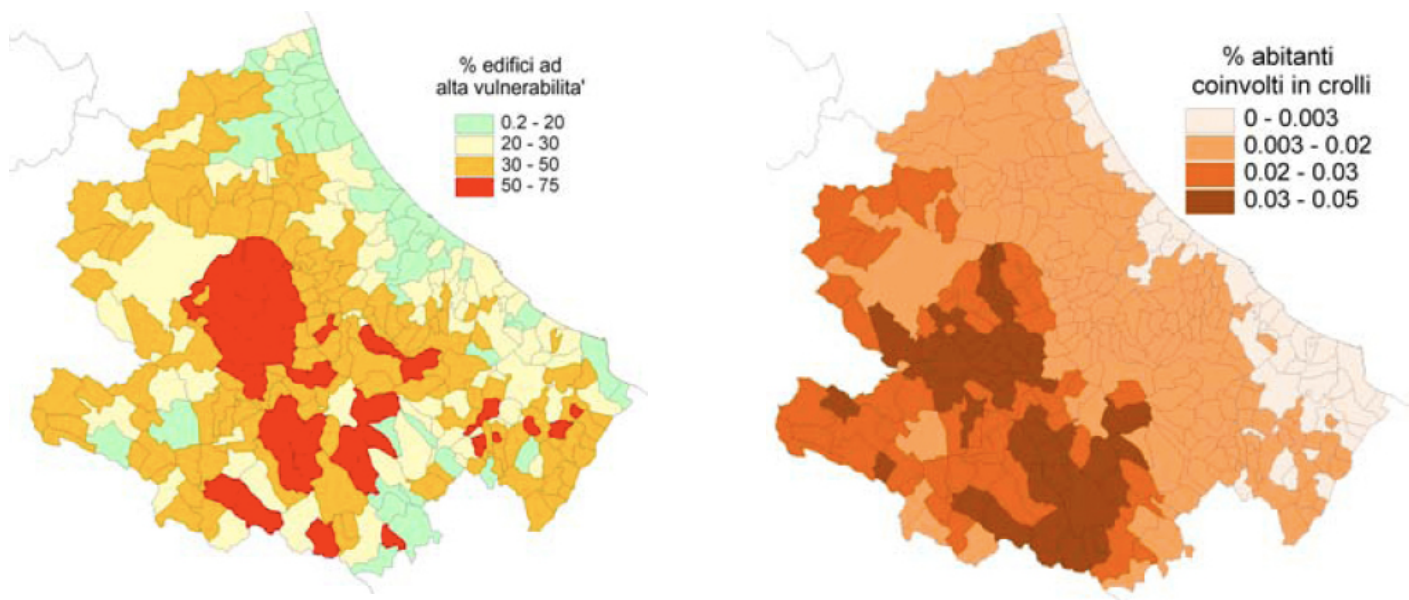 % edifici ad
alta vulnerabilita'
0.2 - 20
20 - 30
30 - 50
50 - 75
% abitanti
coinvolti in crolli
0 - 0.003
0.003 - 0.02
0.02 - 0.03
0.03 - 0.05